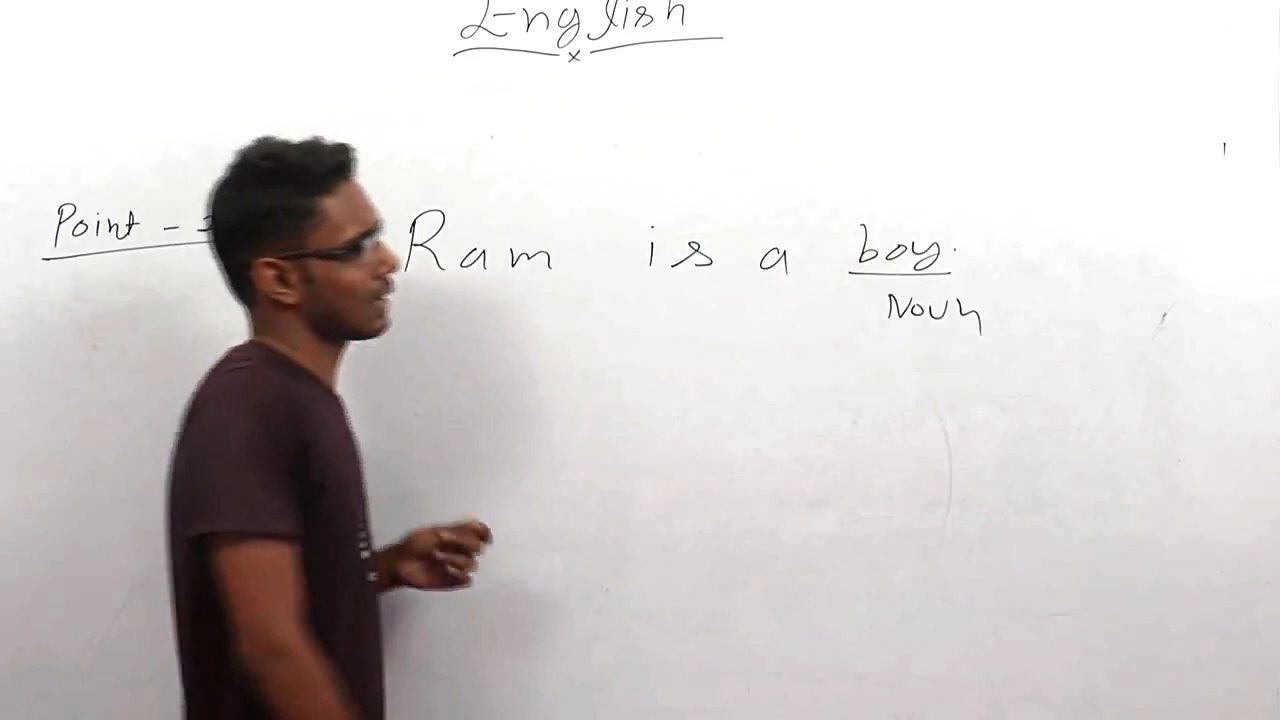 English
x
Point -
Ram is a boy.
Noun